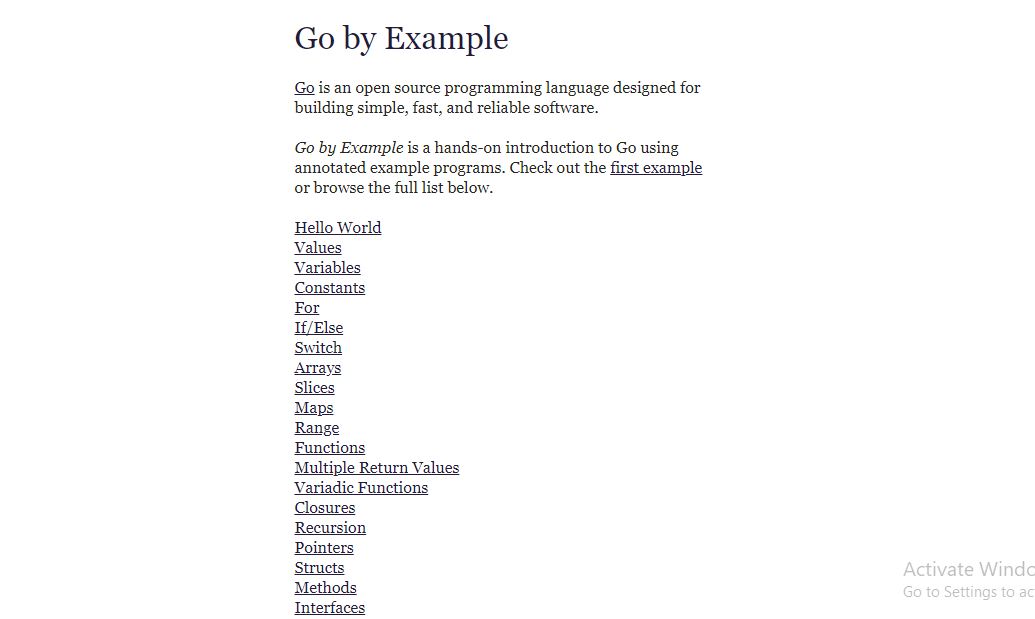 Go by Example
Go is an open source programming language designed for
building simple, fast, and reliable software.
Go by Example is a hands-on introduction to Go using
annotated example programs. Check out the first example
or browse the full list below.
Hello World
Values
Variables
Constants
For
If/Else
Switch
Arrays
Slices
Maps
Range
Functions
Multiple Return Values
Variadic Functions
Closures
Recursion
Pointers
Structs
Methods
Interfaces
Activate Windo
Go to Settings to ac